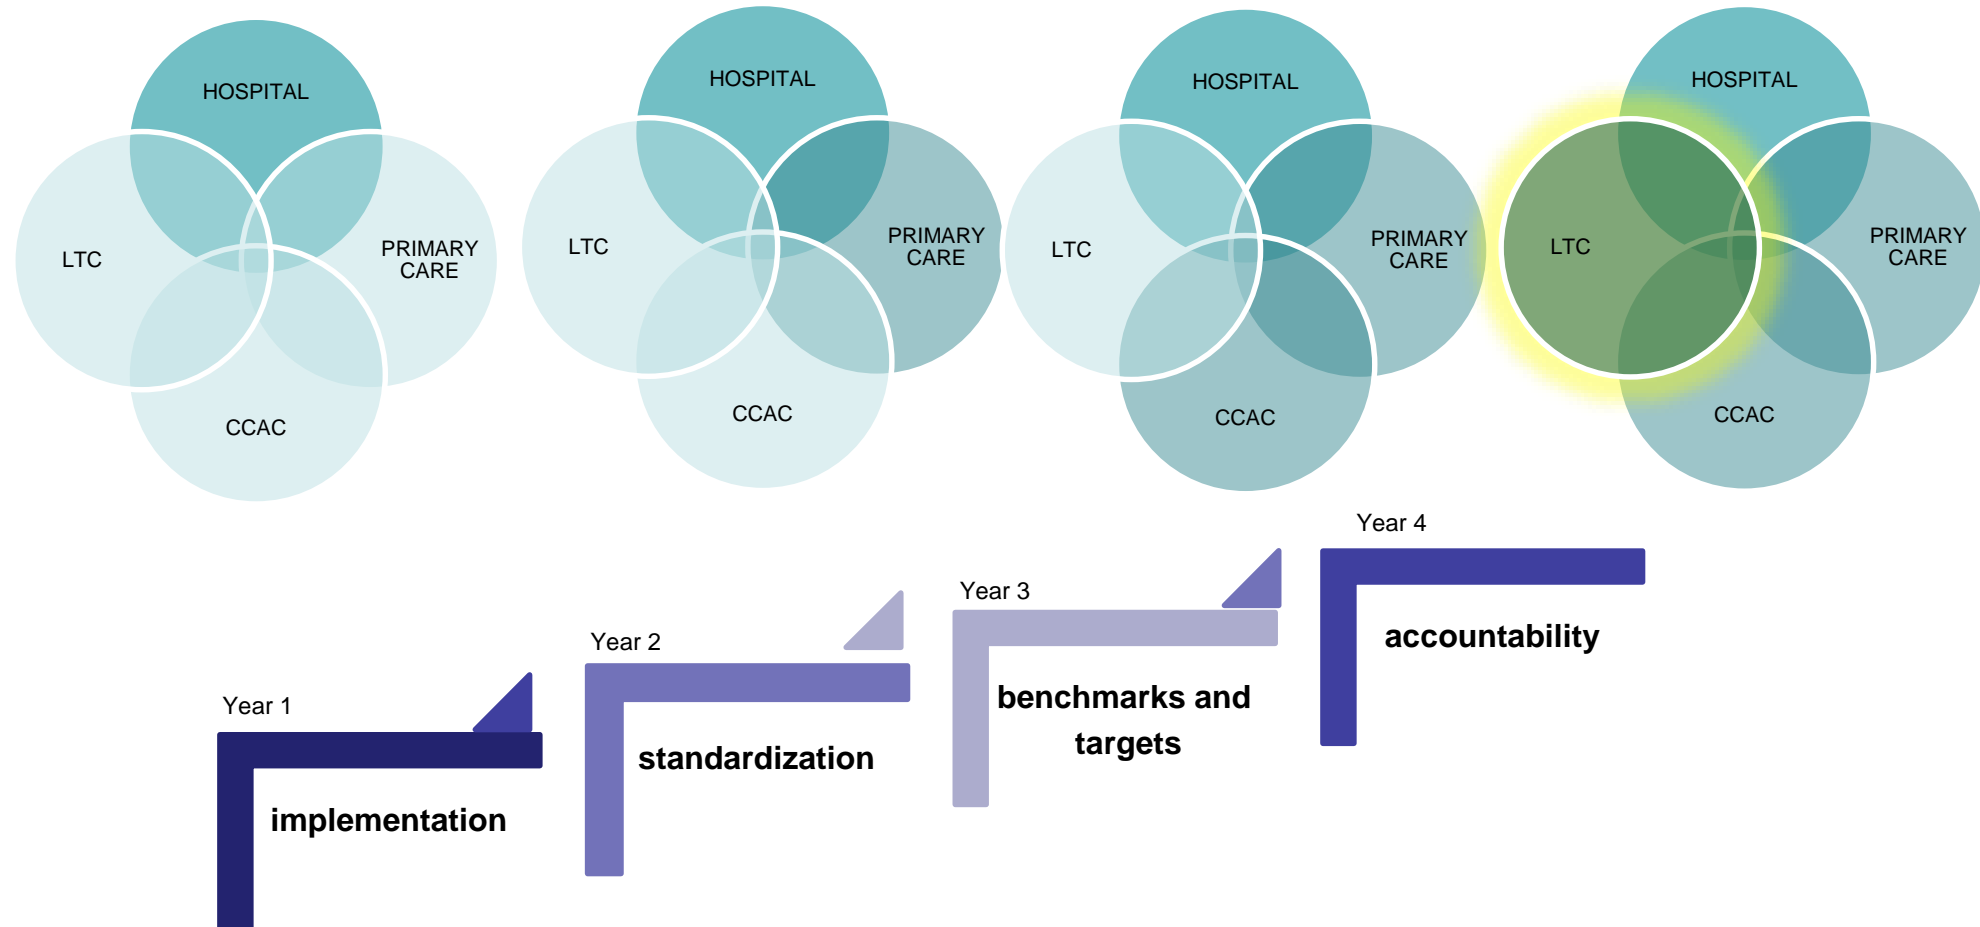 HOSPITAL
LTC
PRIMARY
CARE
CCAC
HOSPITAL
LTC
PRIMARY
CARE
CCAC
HOSPITAL
LTC
PRIMARY
CARE
CCAC
HOSPITAL
LTC
PRIMARY
CARE
CCAC
Year 1
implementation
Year 2
standardization
Year 3
benchmarks and
targets
Year 4
accountability